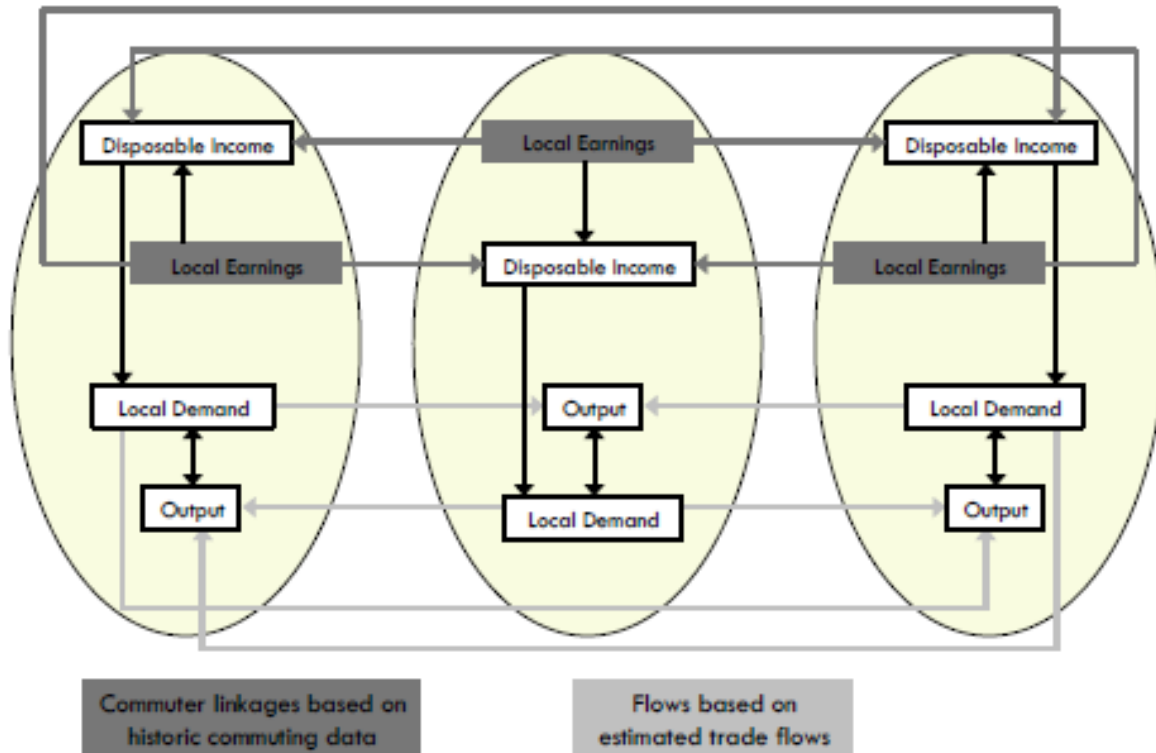 Disposable Income
Local Earnings
Disposable Income
Local Earnings
Disposable Income
Local Earnings
Local Demand
Output
Local Demand
Output
Local Demand
Output
Commuter linkages based on
historic commuting data
Flows based on
estimated trade flows